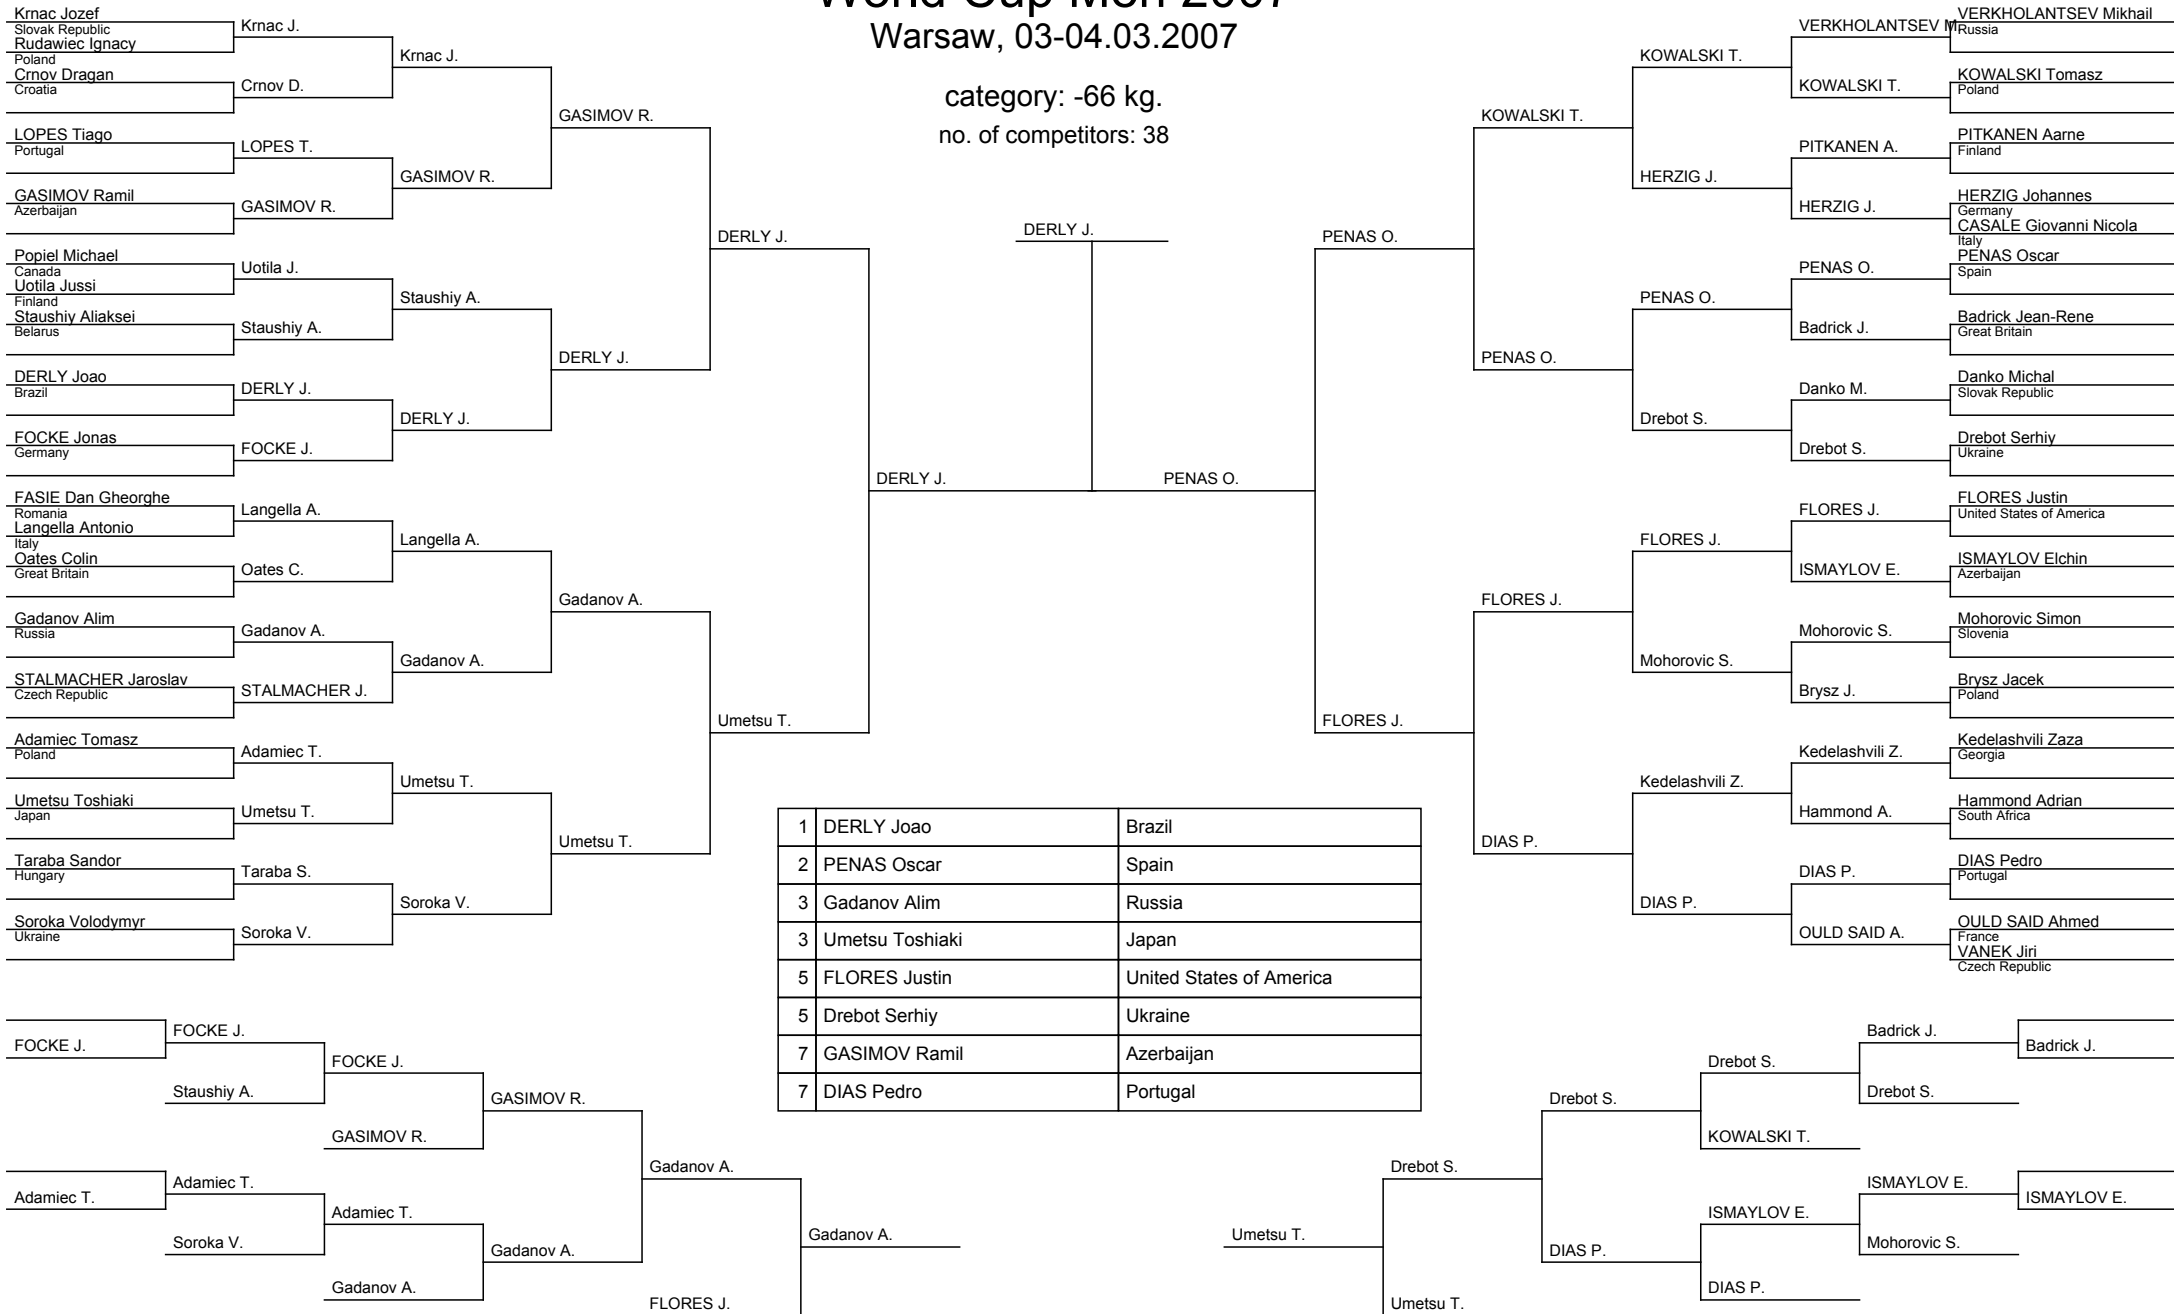 World Cup Men 2007
Warsaw, 03-04.03.2007
category: -66 kg.
no. of competitors: 38
Krnac Jozef
Slovak Republic
Rudawiec Ignacy
Poland
Crnov Dragan
Croatia
LOPES Tiago
Portugal
GASIMOV Ramil
Azerbaijan
Popiel Michael
Canada
Uotila Jussi
Finland
Staushiy Aliaksei
Belarus
DERLY Joao
Brazil
FOCKE Jonas
Germany
FASIE Dan Gheorghe
Romania
Langella Antonio
Italy
Oates Colin
Great Britain
Gadanov Alim
Russia
STALMACHER Jaroslav
Czech Republic
Adamiec Tomasz
Poland
Umetsu Toshiaki
Japan
Taraba Sandor
Hungary
Soroka Volodymyr
Ukraine
Krnac J.
Crnov D.
LOPES T.
GASIMOV R.
Uotila J.
Staushiy A.
DERLY J.
FOCKE J.
Langella A.
Oates C.
Gadanov A.
STALMACHER J.
Adamiec T.
Umetsu T.
Taraba S.
Soroka V.
Krnac J.
GASIMOV R.
Staushiy A.
DERLY J.
Langella A.
Gadanov A.
Umetsu T.
Soroka V.
GASIMOV R.
DERLY J.
Gadanov A.
Umetsu T.
DERLY J.
Umetsu T.
DERLY J.
DERLY J.
PENAS O.
PENAS O.
FLORES J.
KOWALSKI T.
PENAS O.
FLORES J.
DIAS P.
KOWALSKI T.
HERZIG J.
PENAS O.
Drebot S.
FLORES J.
Mohorovic S.
Kedelashvili Z.
DIAS P.
VERKHOLANTSEV M
KOWALSKI T.
PITKANEN A.
HERZIG J.
PENAS O.
Badrick J.
Danko M.
Drebot S.
FLORES J.
ISMAYLOV E.
Mohorovic S.
Brysz J.
Kedelashvili Z.
Hammond A.
DIAS P.
OULD SAID A.
VERKHOLANTSEV Mikhail
Russia
KOWALSKI Tomasz
Poland
PITKANEN Aarne
Finland
HERZIG Johannes
Germany
CASALE Giovanni Nicola
Italy
PENAS Oscar
Spain
Badrick Jean-Rene
Great Britain
Danko Michal
Slovak Republic
Drebot Serhiy
Ukraine
FLORES Justin
United States of America
ISMAYLOV Elchin
Azerbaijan
Mohorovic Simon
Slovenia
Brysz Jacek
Poland
Kedelashvili Zaza
Georgia
Hammond Adrian
South Africa
DIAS Pedro
Portugal
OULD SAID Ahmed
France
VANEK Jiri
Czech Republic
1 DERLY Joao Brazil
2 PENAS Oscar Spain
3 Gadanov Alim Russia
3 Umetsu Toshiaki Japan
5 FLORES Justin United States of America
5 Drebot Serhiy Ukraine
7 GASIMOV Ramil Azerbaijan
7 DIAS Pedro Portugal
FOCKE J.
Adamiec T.
FOCKE J.
Staushiy A.
Adamiec T.
Soroka V.
FOCKE J.
GASIMOV R.
Adamiec T.
Gadanov A.
GASIMOV R.
Gadanov A.
Gadanov A.
FLORES J.
Gadanov A.
Umetsu T.
Drebot S.
Umetsu T.
Drebot S.
DIAS P.
Drebot S.
KOWALSKI T.
ISMAYLOV E.
DIAS P.
Badrick J.
Drebot S.
ISMAYLOV E.
Mohorovic S.
Badrick J.
ISMAYLOV E.